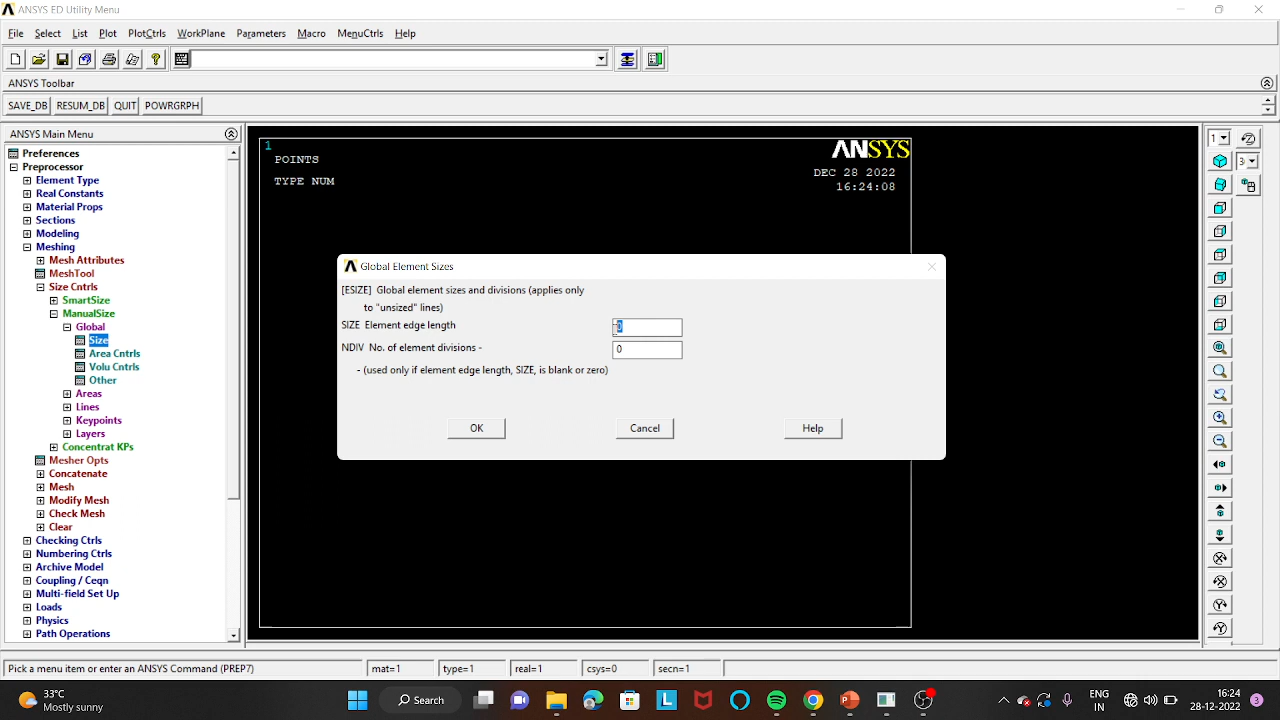 ANSYS ED Utility Menu
File Select List Plot PlotCtrls WorkPlane Parameters Macro MenuCtrls Help
ANSYS Toolbar
SAVE_DB RESUM_DB QUIT POWRGRPH
ANSYS Main Menu
Preferences
Preprocessor
Element Type
Real Constants
Material Props
Sections
Modeling
Meshing
Mesh Attributes
MeshTool
Size Cntrls
SmartSize
ManualSize
Global
Size
Area Cntrls
Volu Cntrls
Other
Areas
Lines
Keypoints
Layers
Concentrat KPs
Mesher Opts
Concatenate
Mesh
Modify Mesh
Check Mesh
Clear
Checking Ctrls
Numbering Ctrls
Archive Model
Coupling / Ceqn
Multi-field Set Up
Loads
Physics
Path Operations
1
POINTS
TYPE NUM
ANSYS
DEC 28 2022
16:24:08
Global Element Sizes
[ESIZE] Global element sizes and divisions (applies only
to "unsized" lines)
SIZE Element edge length 0
NDIV No. of element divisions - 0
- (used only if element edge length, SIZE, is blank or zero)
OK Cancel Help
1
3
Pick a menu item or enter an ANSYS Command (PREP7) mat=1 type=1 real=1 csys=0 secn=1
33°C
Mostly sunny
Search
ENG
IN
16:24
28-12-2022
3